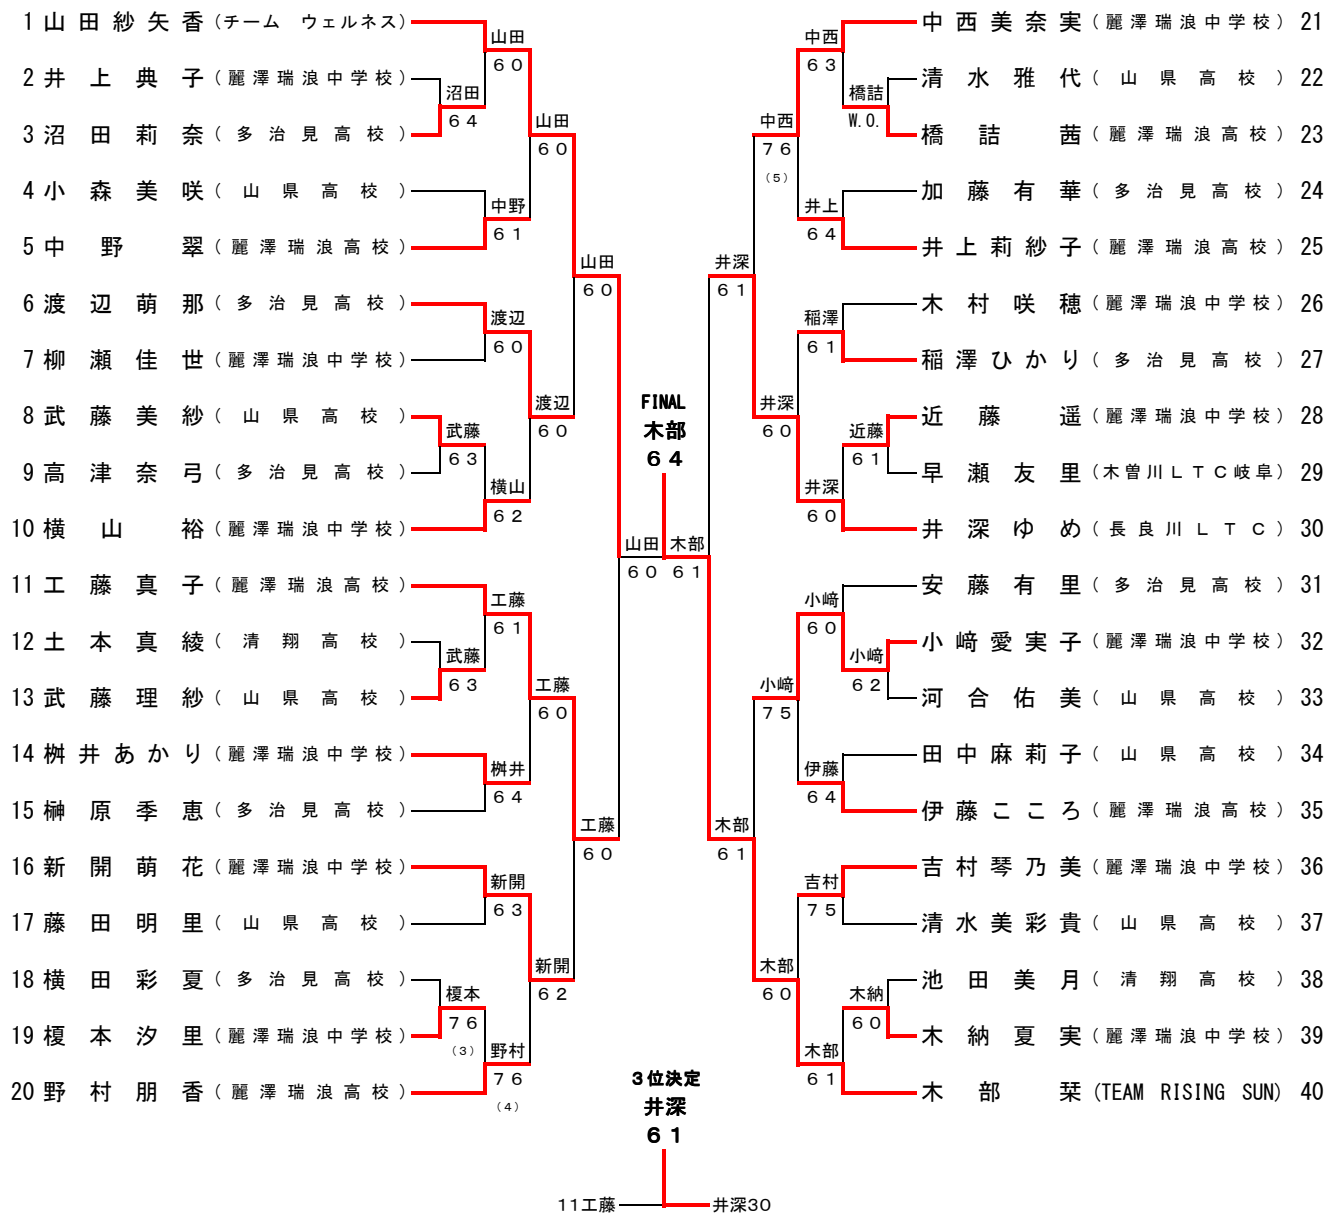 1 山田紗矢香 (チーム ウェルネス)
2 井上典子 (麗澤瑞浪中学校)
3 沼田莉奈 (多治見高校)
4 小森美咲 (山県高校)
5 中野翠 (麗澤瑞浪高校)
6 渡辺萌那 (多治見高校)
7 柳瀬佳世 (麗澤瑞浪中学校)
8 武藤美紗 (山県高校)
9 高津奈弓 (多治見高校)
10 横山裕 (麗澤瑞浪中学校)
11 工藤真子 (麗澤瑞浪高校)
12 土本真綾 (清翔高校)
13 武藤理紗 (山県高校)
14 桝井あかり (麗澤瑞浪中学校)
15 榊原季恵 (多治見高校)
16 新開萌花 (麗澤瑞浪中学校)
17 藤田明里 (山県高校)
18 横田彩夏 (多治見高校)
19 榎本汐里 (麗澤瑞浪中学校)
20 野村朋香 (麗澤瑞浪高校)
沼田
64
武藤
63
武藤
63
榎本
76
(3)
山田
60
中野
61
渡辺
60
横山
62
工藤
61
桝井
64
新開
63
野村
76
(4)
山田
60
渡辺
60
工藤
60
新開
62
山田
60
工藤
60
山田
60
FINAL
木部
64
木部
61
井深
61
木部
61
中西
76
(5)
井深
60
小﨑
75
木部
60
中西
63
井上
64
稲澤
61
井深
60
小﨑
60
伊藤
64
吉村
75
木部
61
橋詰
W.O.
近藤
61
小﨑
62
木納
60
中西美奈実 (麗澤瑞浪中学校) 21
清水雅代 (山県高校) 22
橋詰茜 (麗澤瑞浪高校) 23
加藤有華 (多治見高校) 24
井上莉紗子 (麗澤瑞浪高校) 25
木村咲穂 (麗澤瑞浪中学校) 26
稲澤ひかり (多治見高校) 27
近藤遥 (麗澤瑞浪中学校) 28
早瀬友里 (木曽川LTC岐阜) 29
井深ゆめ (長良川LTC) 30
安藤有里 (多治見高校) 31
小﨑愛実子 (麗澤瑞浪中学校) 32
河合佑美 (山県高校) 33
田中麻莉子 (山県高校) 34
伊藤こころ (麗澤瑞浪高校) 35
吉村琴乃美 (麗澤瑞浪中学校) 36
清水美彩貴 (山県高校) 37
池田美月 (清翔高校) 38
木納夏実 (麗澤瑞浪中学校) 39
木部栞 (TEAM RISING SUN) 40
3位決定
井深
61
11工藤
井深30